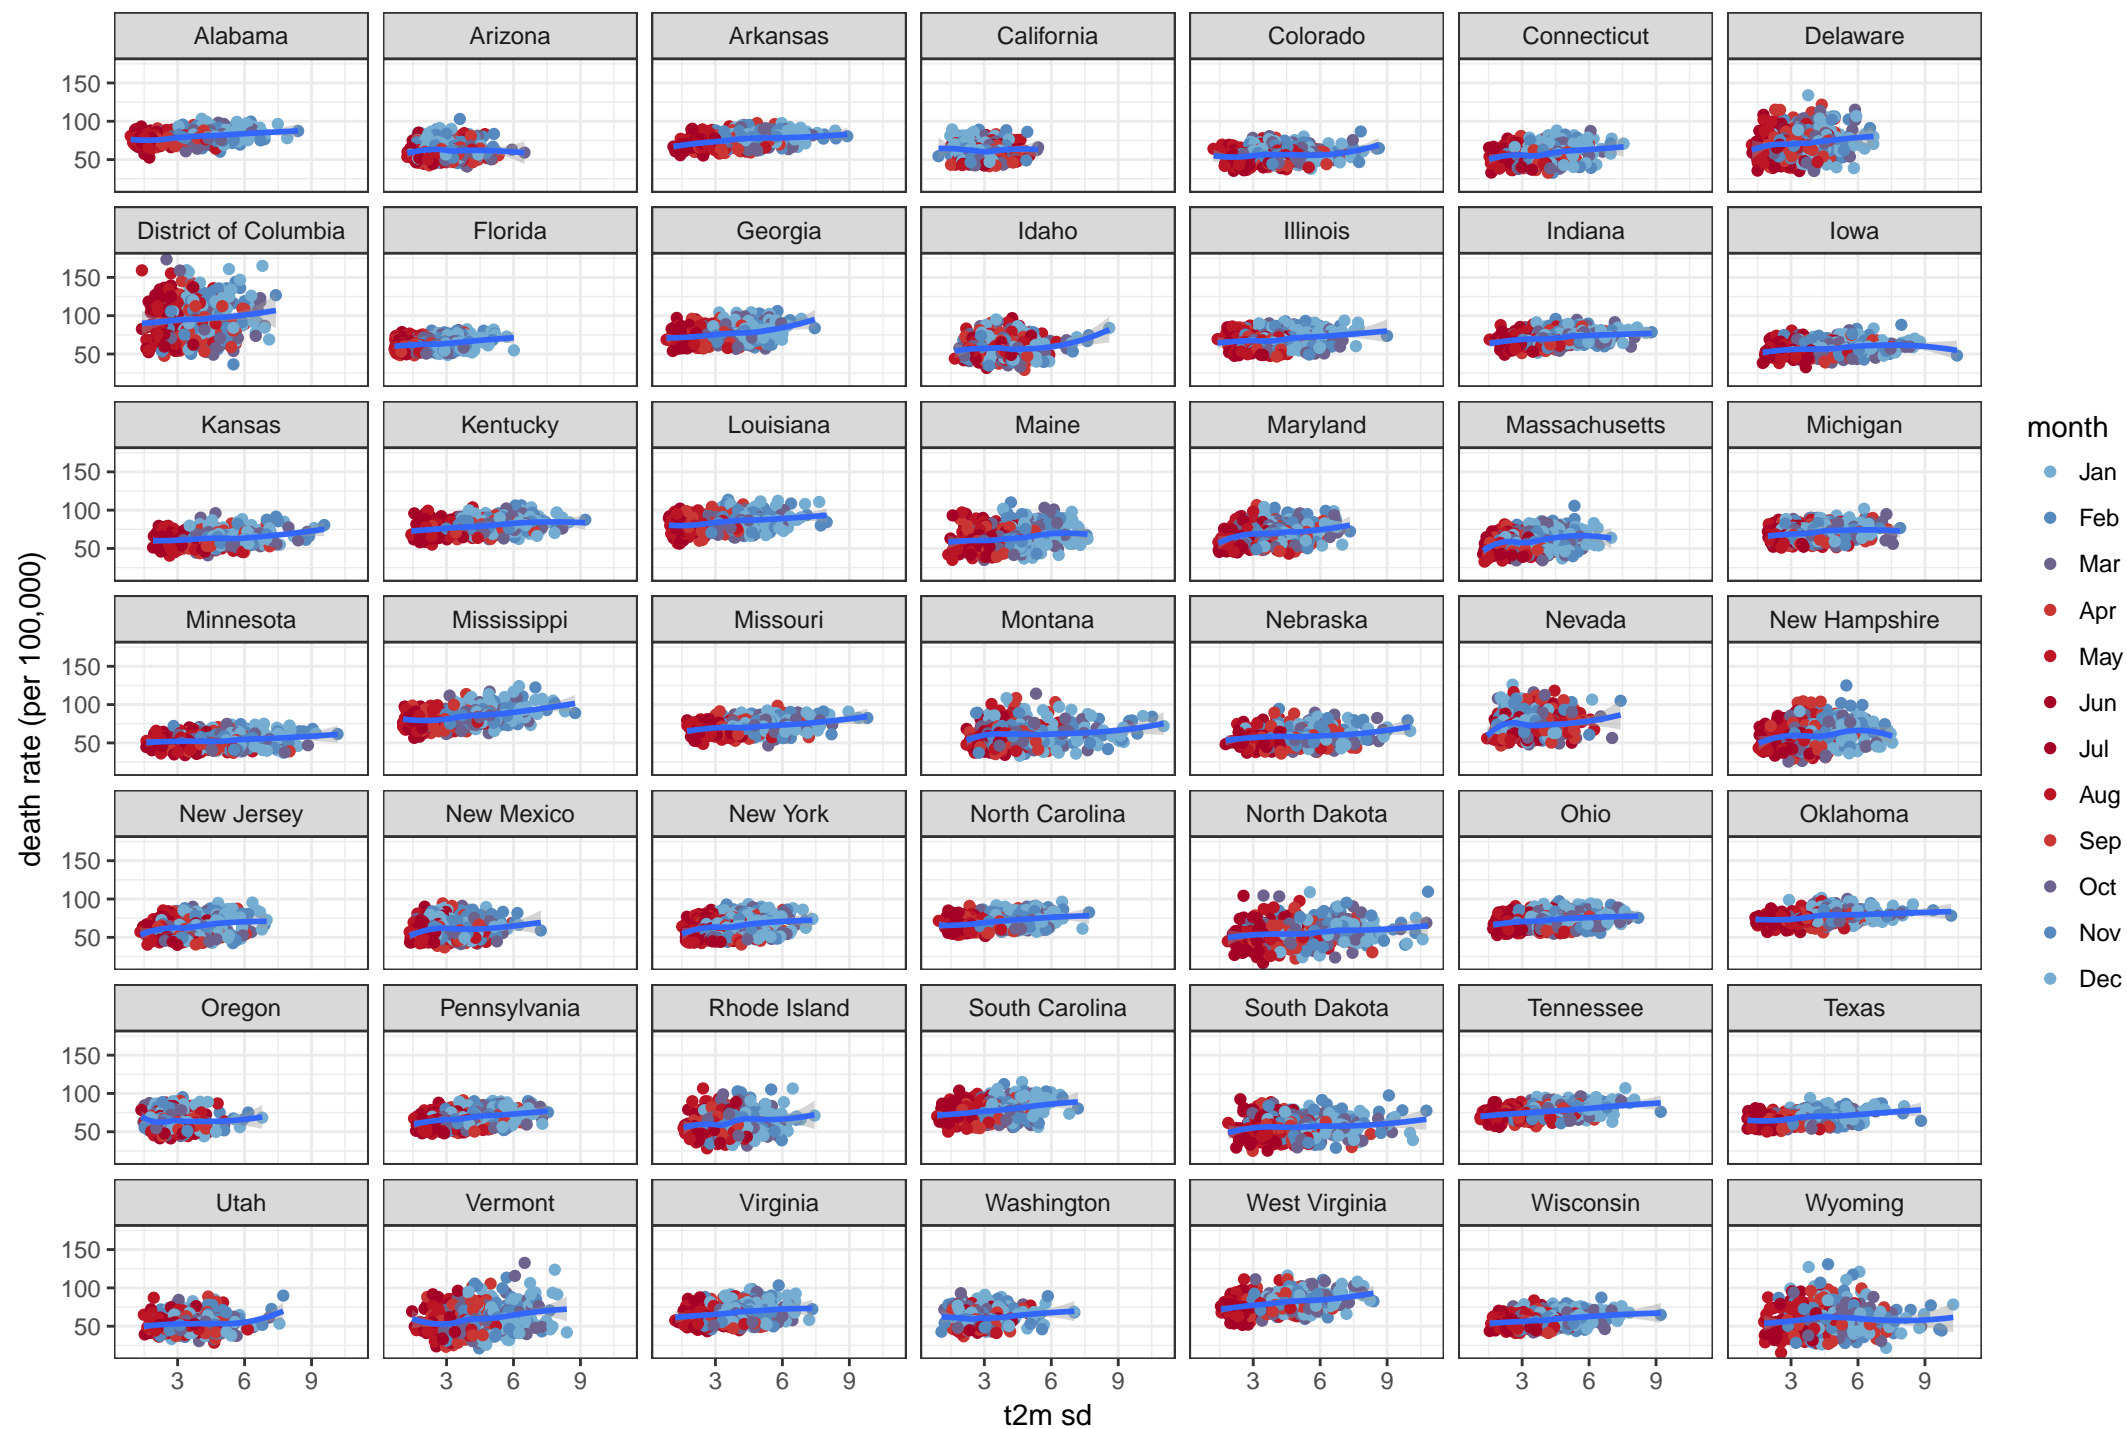 Alabama Arizona Arkansas California Colorado Connecticut Delaware
150
100
50
District of Columbia Florida Georgia Idaho Illinois Indiana Iowa
150
100
50
Kansas Kentucky Louisiana Maine Maryland Massachusetts Michigan
150
100
50
Minnesota Mississippi Missouri Montana Nebraska Nevada New Hampshire
150
100
50
New Jersey New Mexico New York North Carolina North Dakota Ohio Oklahoma
150
100
50
Oregon Pennsylvania Rhode Island South Carolina South Dakota Tennessee Texas
150
100
50
Utah Vermont Virginia Washington West Virginia Wisconsin Wyoming
150
100
50
3 6 9 3 6 9 3 6 9 3 6 9 3 6 9 3 6 9 3 6 9
t2m sd
death rate (per 100,000)
month
Jan
Feb
Mar
Apr
May
Jun
Jul
Aug
Sep
Oct
Nov
Dec